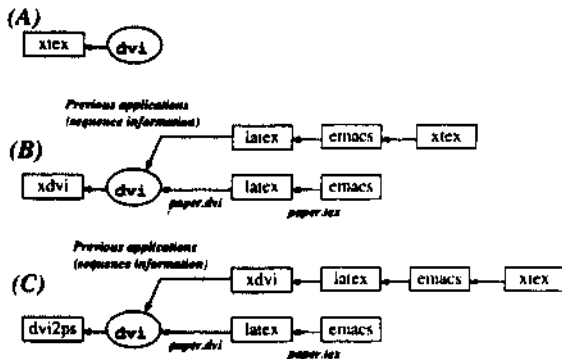 (A)
xtex dvi
Previous applications
(sequence information)
latex emacs xtex
(B)
xdvi dvi latex emacs
paper.dvi paper.tex
Previous applications
(sequence information)
xdvi latex emacs xtex
(C)
dvi2ps dvi latex emacs
paper.dvi paper.tex